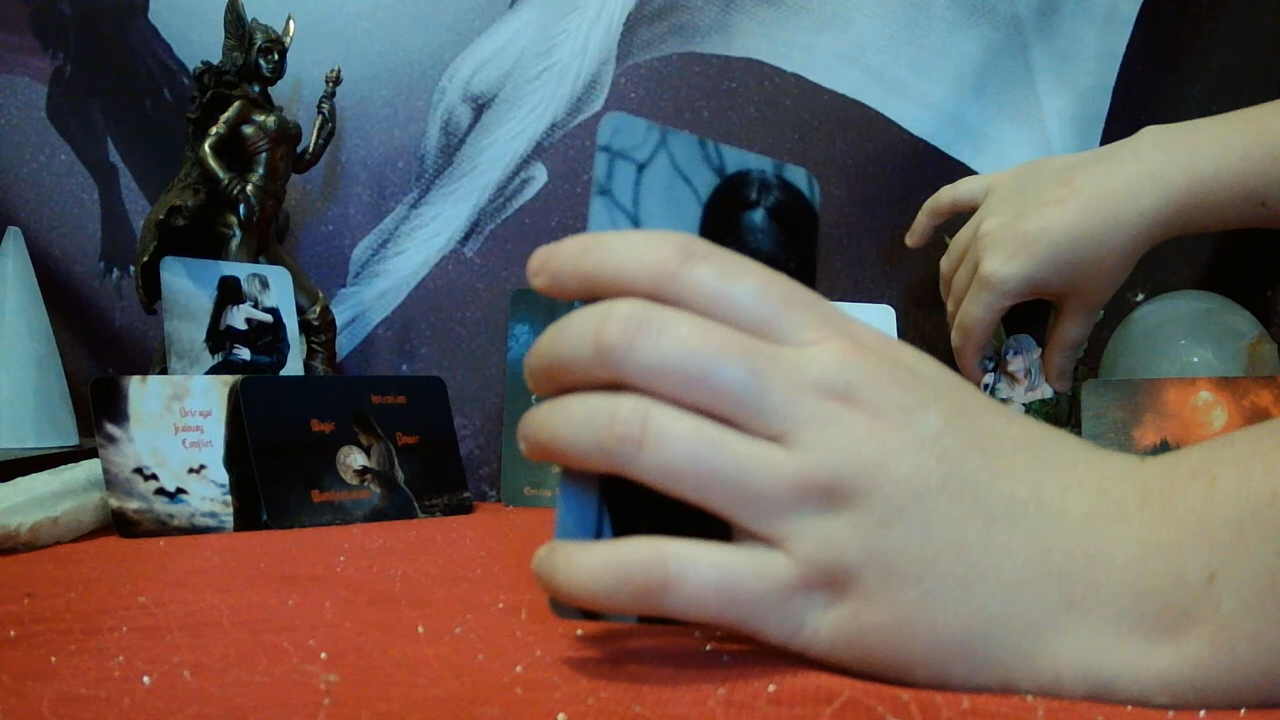 Betrayal
Jealousy
Conflict
Intention
Magic
Power
Manifestation